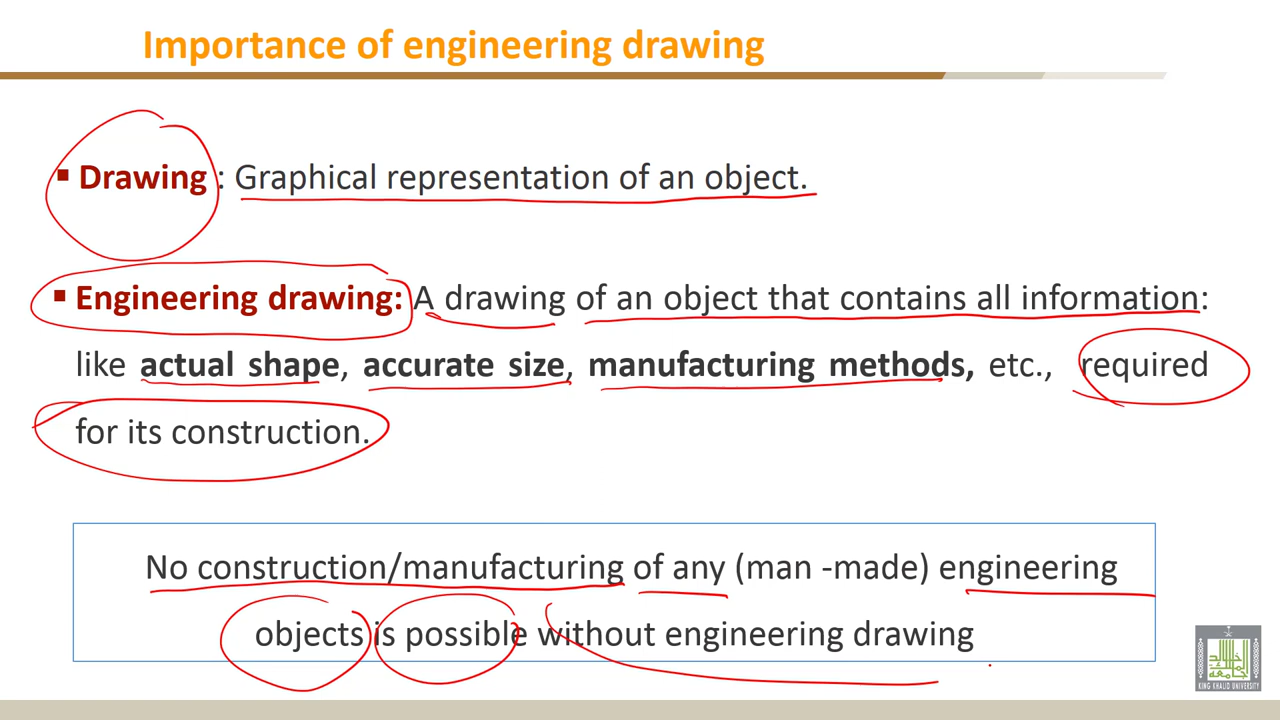 Importance of engineering drawing
▪ Drawing : Graphical representation of an object.
▪ Engineering drawing: A drawing of an object that contains all information:
like actual shape, accurate size, manufacturing methods, etc., required
for its construction.
No construction/manufacturing of any (man -made) engineering
objects is possible without engineering drawing
KING KHALID UNIVERSITY